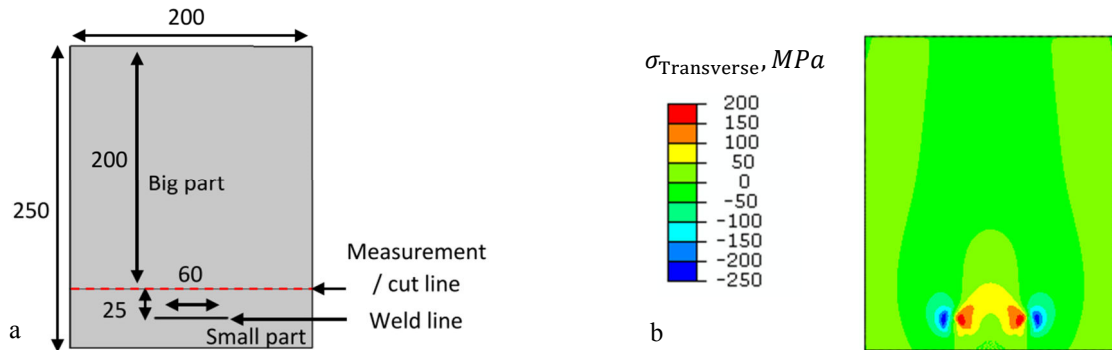 200
250
200
Big part
Measurement
/ cut line
60
25
Weld line
Small part
a
σTransverse, MPa
200
150
100
50
0
-50
-100
-150
-200
-250
b